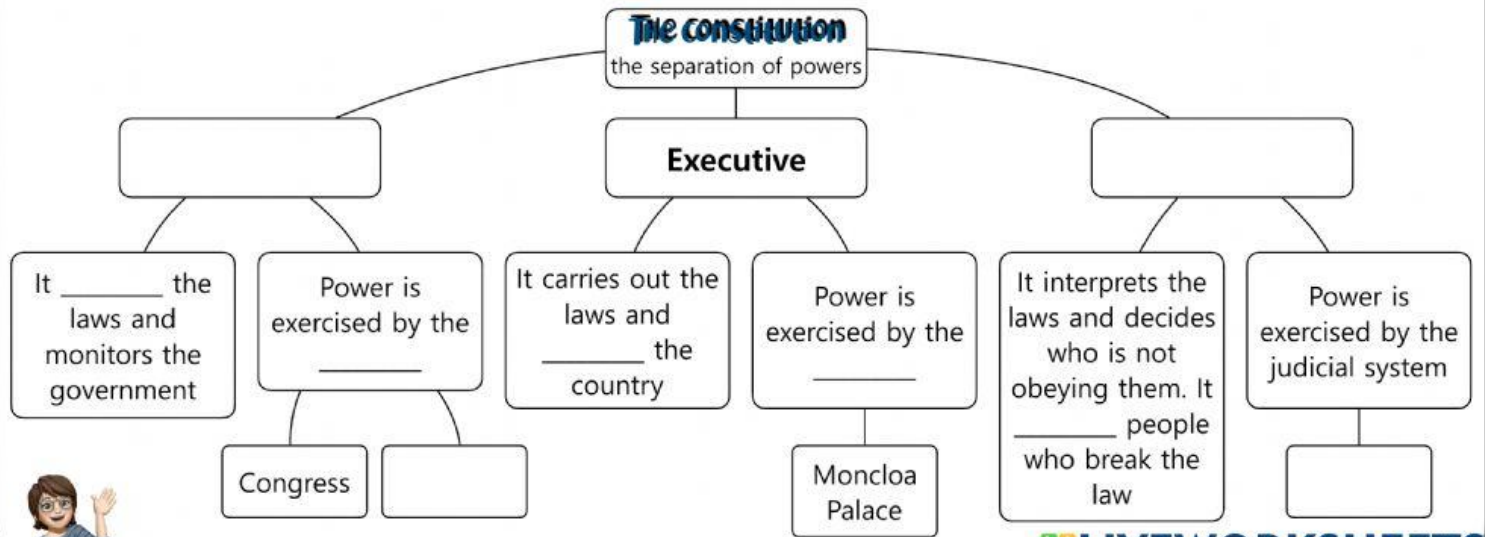 The constitution
the separation of powers
Executive
It ________ the
laws and
monitors the
government
Power is
exercised by the
________
It carries out the
laws and
________ the
country
Power is
exercised by the
________
It interprets the
laws and decides
who is not
obeying them. It
________ people
who break the
law
Power is
exercised by the
judicial system
Congress
Moncloa
Palace
LIVEWORKSHEETS